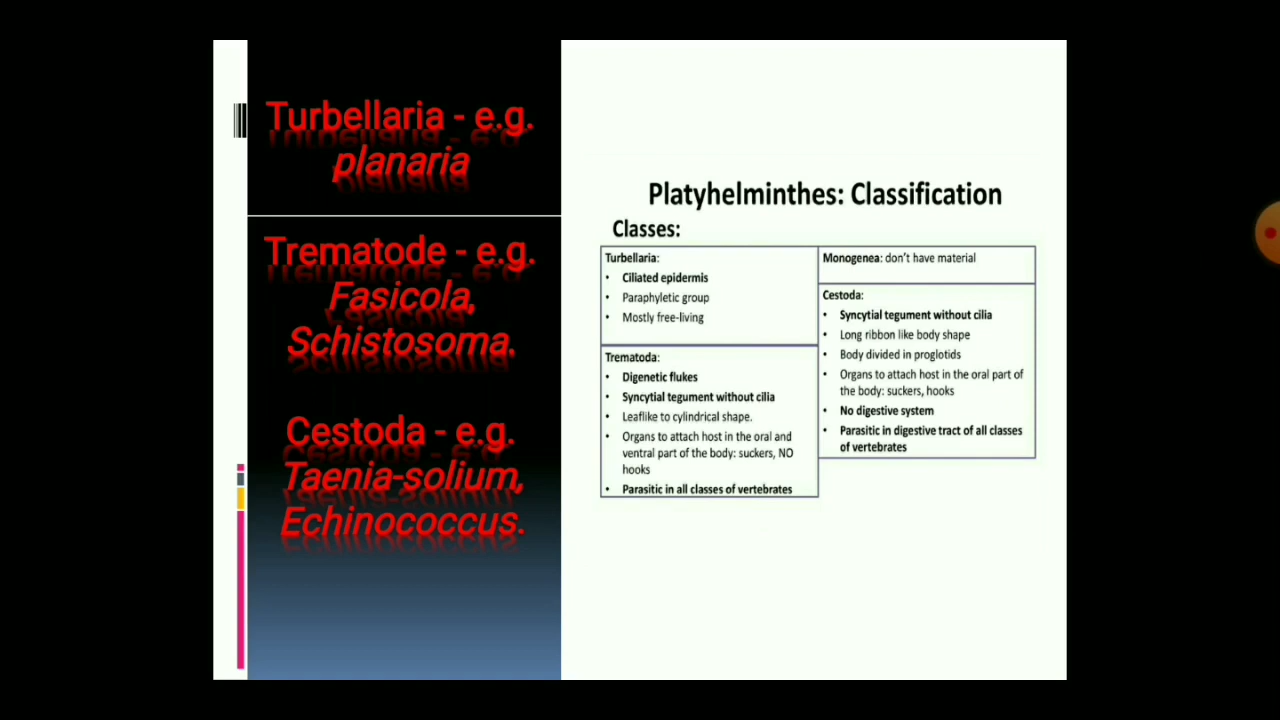 Turbellaria - e.g.
planaria
Trematode - e.g.
Fasicola,
Schistosoma.
Cestoda - e.g.
Taenia-solium,
Echinococcus.
Platyhelminthes: Classification
Classes:
Turbellaria:
• Ciliated epidermis
• Paraphyletic group
• Mostly free-living
Trematoda:
• Digenetic flukes
• Syncytial tegument without cilia
• Leaflike to cylindrical shape.
• Organs to attach host in the oral and
ventral part of the body: suckers, NO
hooks
• Parasitic in all classes of vertebrates
Monogenea: don't have material
Cestoda:
• Syncytial tegument without cilia
• Long ribbon like body shape
• Body divided in proglotids
• Organs to attach host in the oral part of
the body: suckers, hooks
• No digestive system
• Parasitic in digestive tract of all classes
of vertebrates